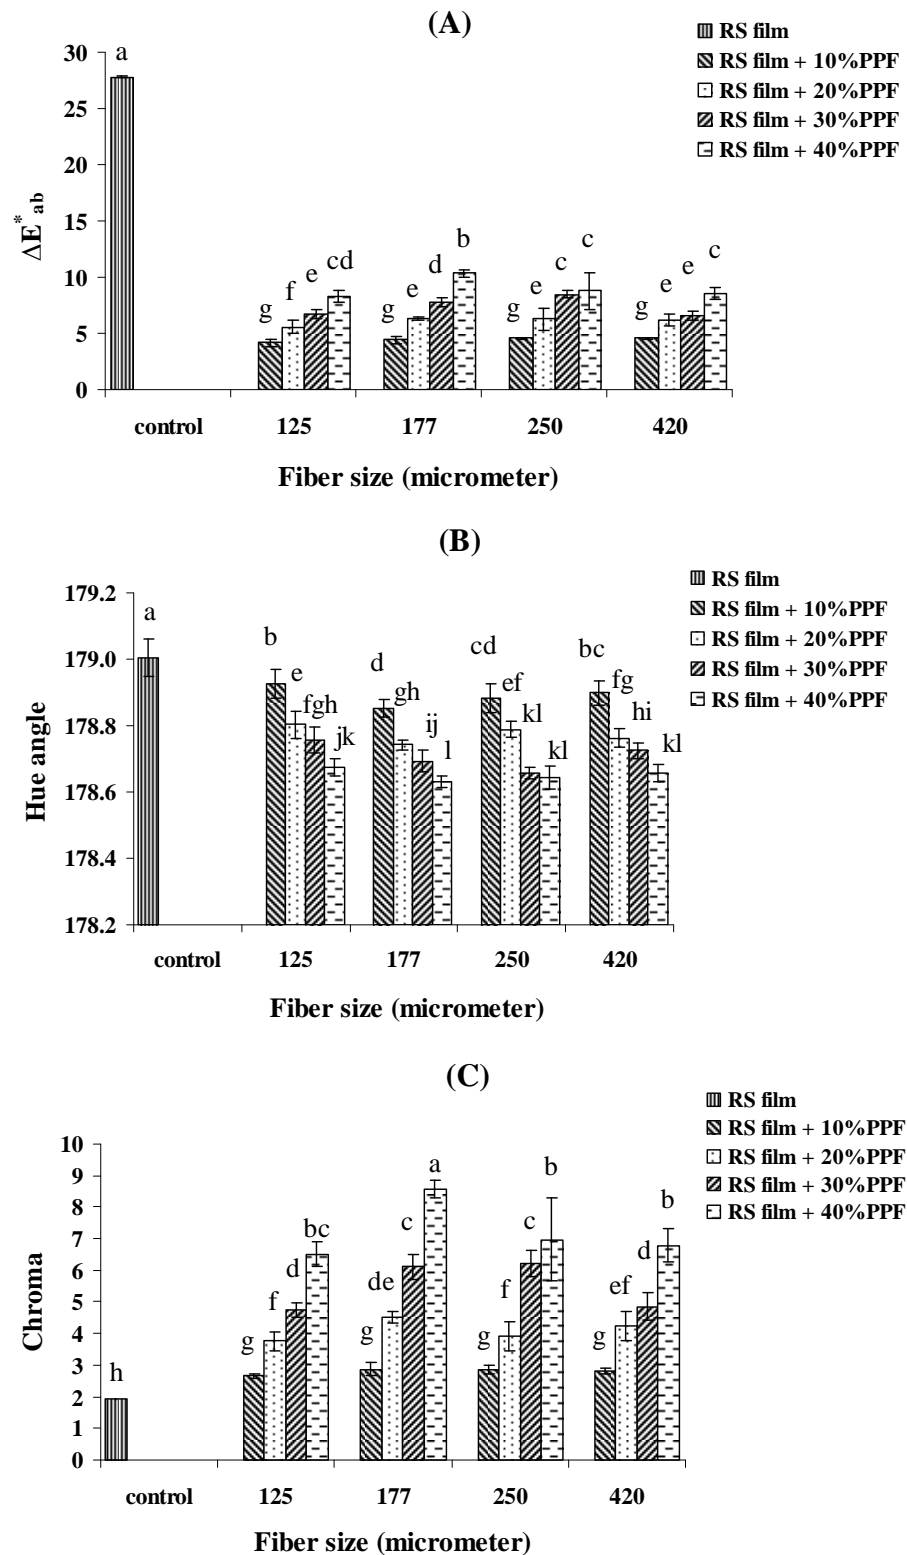 (A)
RS film
RS film + 10%PPF
RS film + 20%PPF
RS film + 30%PPF
RS film + 40%PPF
30
25
20
15
10
5
0
ΔE*ab
a
g f e cd
g e d b
g e c c
g e e c
control 125 177 250 420
Fiber size (micrometer)
(B)
RS film
RS film + 10%PPF
RS film + 20%PPF
RS film + 30%PPF
RS film + 40%PPF
179.2
179.0
178.8
178.6
178.4
178.2
Hue angle
a
b e fgh jk
d gh ij l
cd ef kl kl
bc fg hi kl
control 125 177 250 420
Fiber size (micrometer)
(C)
RS film
RS film + 10%PPF
RS film + 20%PPF
RS film + 30%PPF
RS film + 40%PPF
10
9
8
7
6
5
4
3
2
1
0
Chroma
h
g f d bc
g de c a
g f c b
g ef d b
control 125 177 250 420
Fiber size (micrometer)